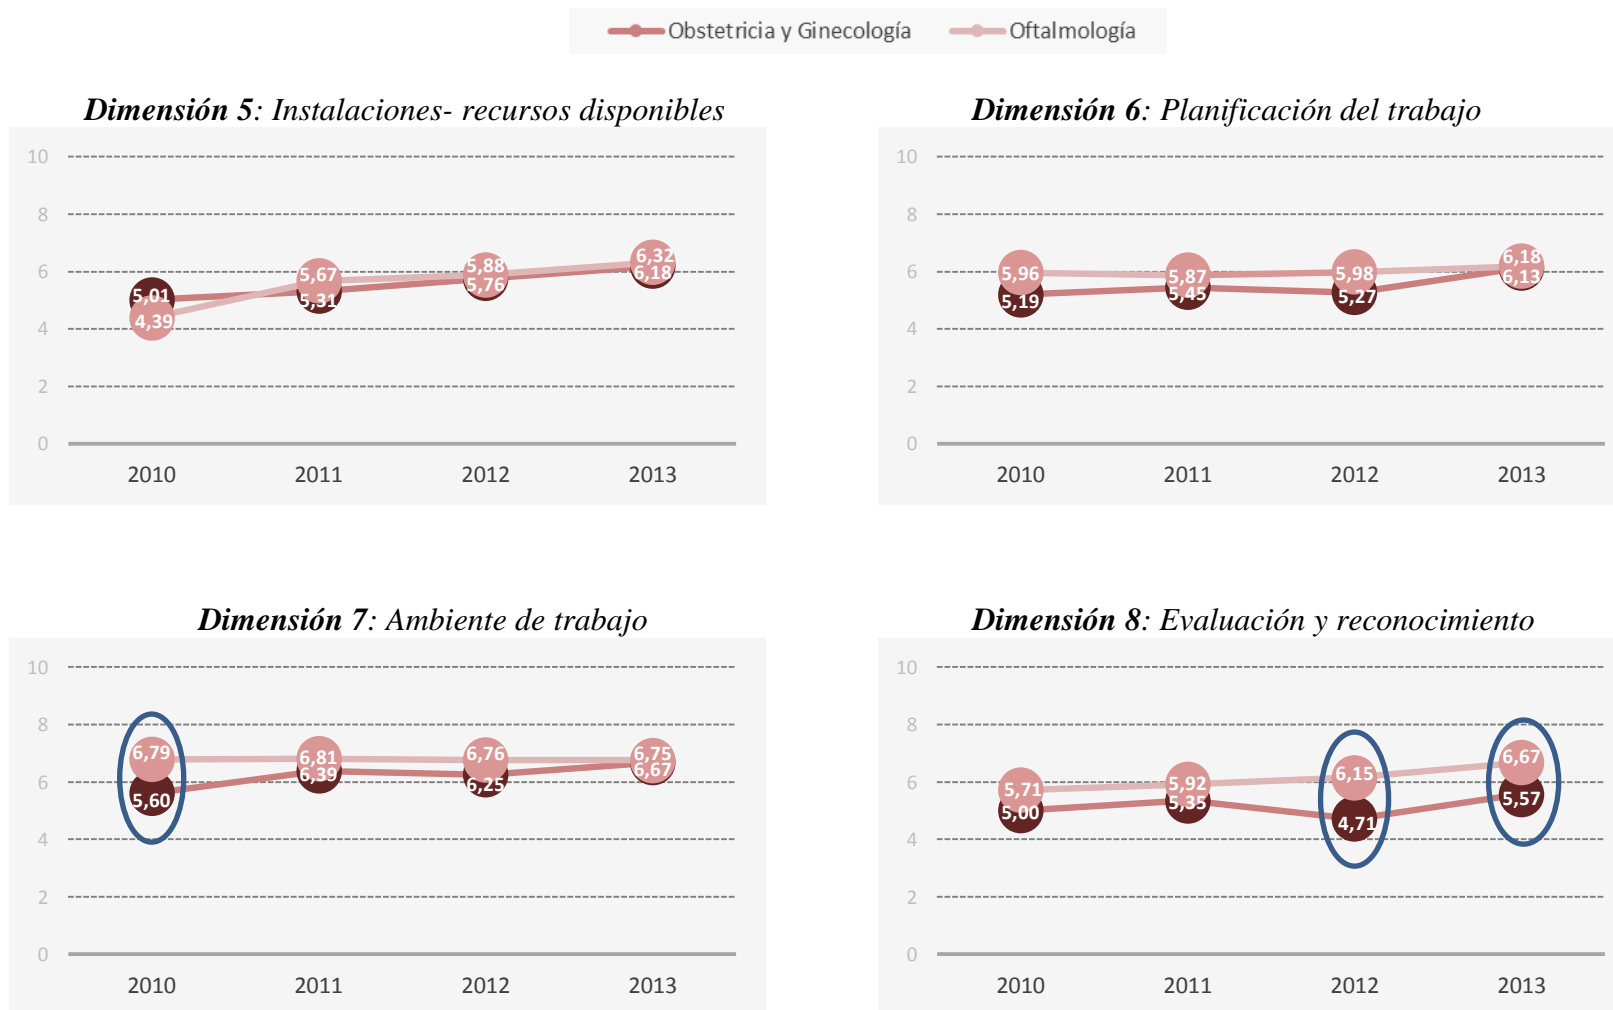 Obstetricia y Ginecología Oftalmología
Dimensión 5: Instalaciones- recursos disponibles
10
8
6
4
2
0
5,01 5,31 5,76 6,18
4,39 5,67 5,88 6,32
2010 2011 2012 2013
Dimensión 6: Planificación del trabajo
10
8
6
4
2
0
5,96 5,87 5,98 6,18
5,19 5,45 5,27 6,13
2010 2011 2012 2013
Dimensión 7: Ambiente de trabajo
10
8
6
4
2
0
6,79 6,81 6,76 6,75
5,60 6,39 6,25 6,67
2010 2011 2012 2013
Dimensión 8: Evaluación y reconocimiento
10
8
6
4
2
0
5,71 5,92 6,15 6,67
5,00 5,35 4,71 5,57
2010 2011 2012 2013